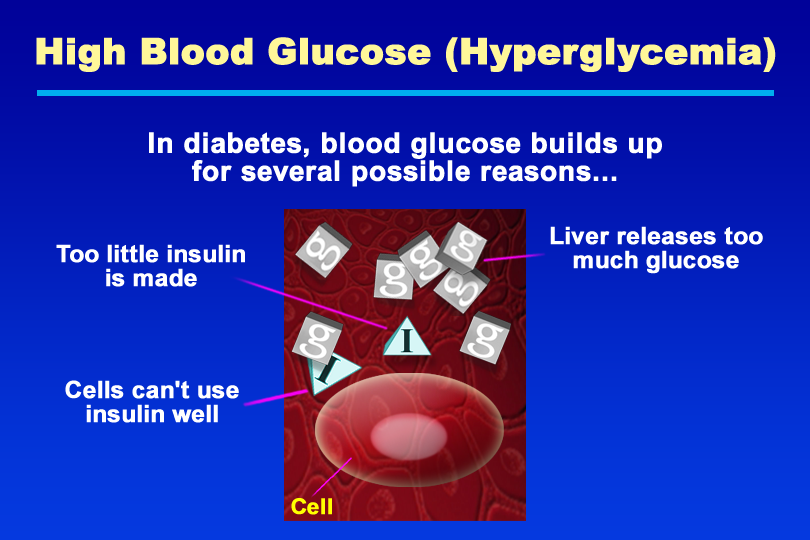 High Blood Glucose (Hyperglycemia)
In diabetes, blood glucose builds up
for several possible reasons...
Too little insulin
is made
Liver releases too
much glucose
g
g
g
g
g
g
g
I
I
Cells can't use
insulin well
Cell